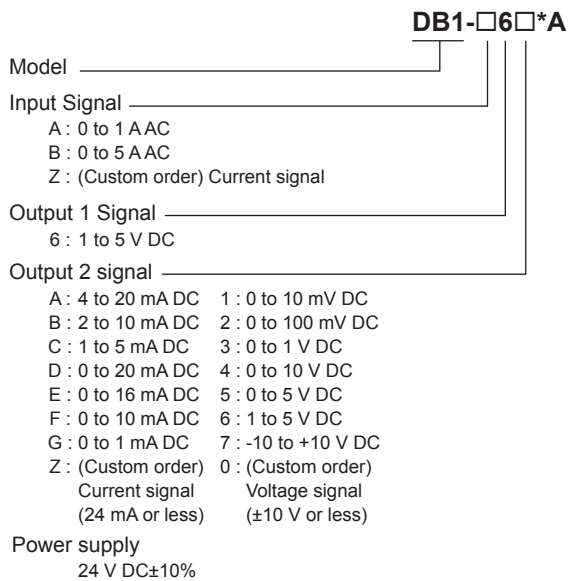 DB1-□6□*A
Model
Input Signal
A : 0 to 1 A AC
B : 0 to 5 A AC
Z : (Custom order) Current signal
Output 1 Signal
6 : 1 to 5 V DC
Output 2 signal
A : 4 to 20 mA DC 1 : 0 to 10 mV DC
B : 2 to 10 mA DC 2 : 0 to 100 mV DC
C : 1 to 5 mA DC 3 : 0 to 1 V DC
D : 0 to 20 mA DC 4 : 0 to 10 V DC
E : 0 to 16 mA DC 5 : 0 to 5 V DC
F : 0 to 10 mA DC 6 : 1 to 5 V DC
G : 0 to 1 mA DC 7 : -10 to +10 V DC
Z : (Custom order) 0 : (Custom order)
Current signal Voltage signal
(24 mA or less) (±10 V or less)
Power supply
24 V DC±10%